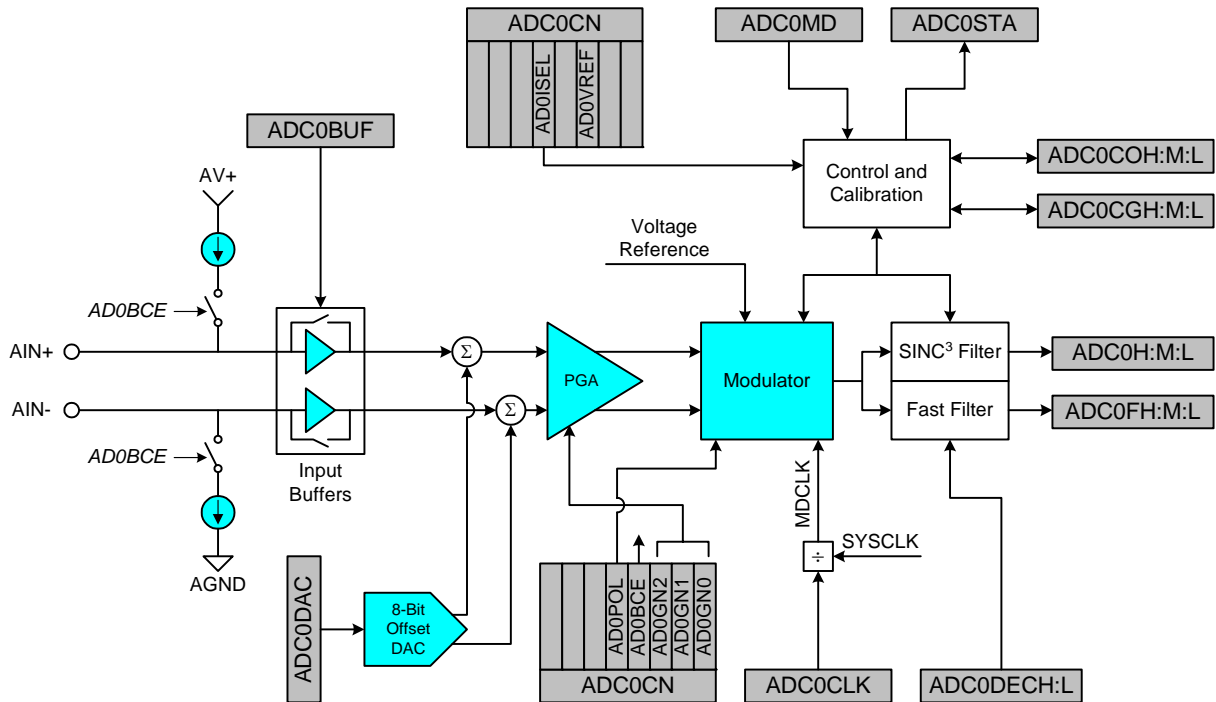 ADC0CN
AD0ISEL
AD0VREF
ADC0MD
ADC0STA
ADC0BUF
Control and
Calibration
ADC0COH:M:L
ADC0CGH:M:L
AV+
Voltage
Reference
AD0BCE
AIN+
Σ
PGA
Modulator
SINC³ Filter
ADC0H:M:L
AIN-
Σ
Fast Filter
ADC0FH:M:L
AD0BCE
Input
Buffers
AGND
MDCLK
SYSCLK
÷
ADC0DAC
8-Bit
Offset
DAC
AD0POL
AD0BCE
AD0GN2
AD0GN1
AD0GN0
ADC0CN
ADC0CLK
ADC0DECH:L